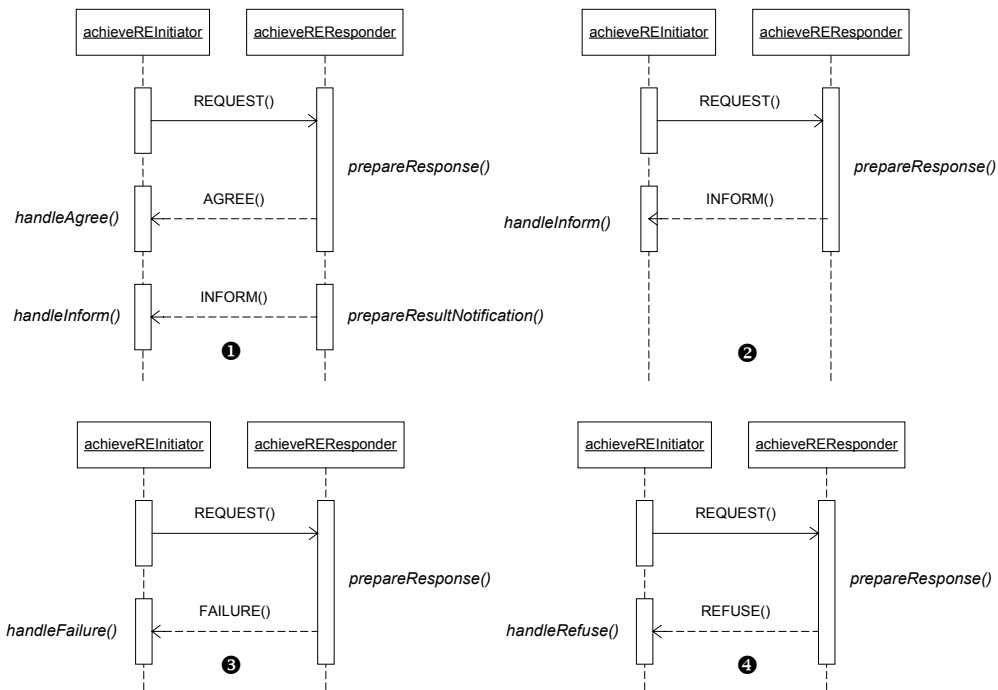 achieveREInitiator
achieveREResponder
REQUEST()
prepareResponse()
AGREE()
handleAgree()
INFORM()
handleInform()
prepareResultNotification()
❶
achieveREInitiator
achieveREResponder
REQUEST()
prepareResponse()
INFORM()
handleInform()
❷
achieveREInitiator
achieveREResponder
REQUEST()
prepareResponse()
FAILURE()
handleFailure()
❸
achieveREInitiator
achieveREResponder
REQUEST()
prepareResponse()
REFUSE()
handleRefuse()
❹